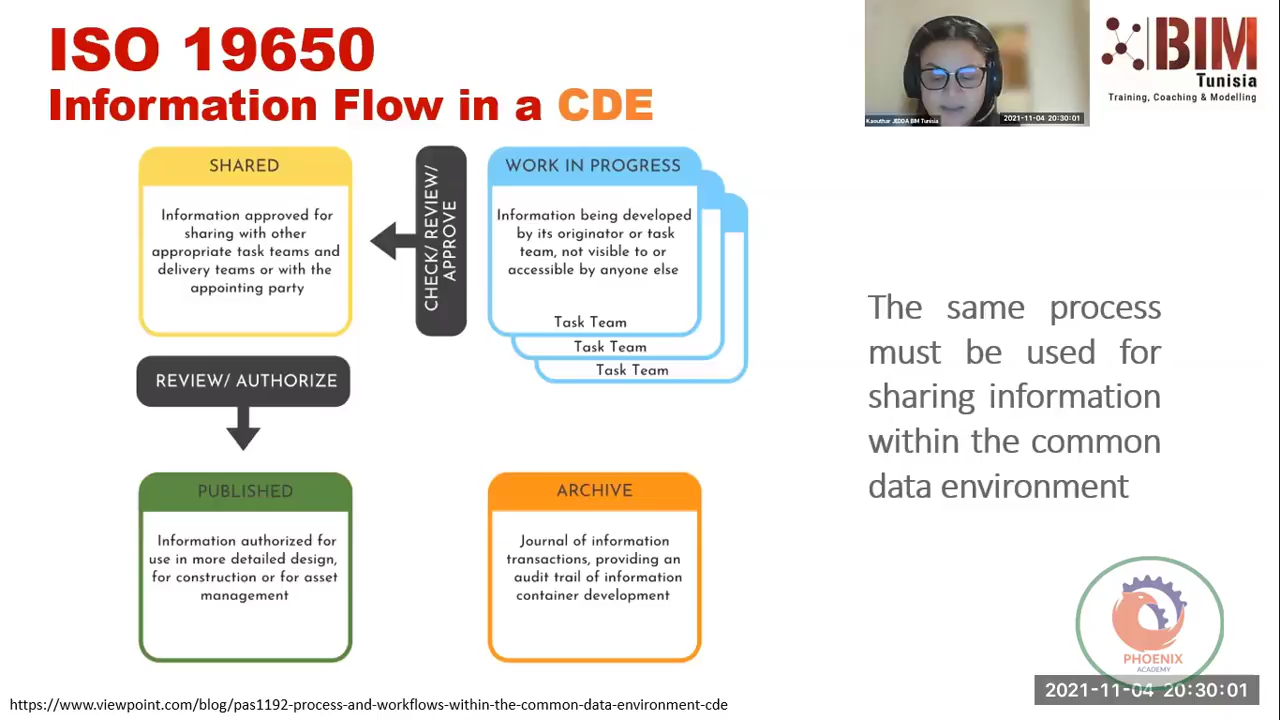 ISO 19650
Information Flow in a CDE
Kaouthar JEDDA BIM Tunisia
2021-11-04 20:30:01
BIM
Tunisia
Training, Coaching & Modelling
SHARED
Information approved for
sharing with other
appropriate task teams and
delivery teams or with the
appointing party
CHECK/ REVIEW/
APPROVE
WORK IN PROGRESS
Information being developed
by its originator or task
team, not visible to or
accessible by anyone else
Task Team
Task Team
Task Team
REVIEW/ AUTHORIZE
PUBLISHED
Information authorized for
use in more detailed design,
for construction or for asset
management
ARCHIVE
Journal of information
transactions, providing an
audit trail of information
container development
The same process
must be used for
sharing information
within the common
data environment
PHOENIX
ACADEMY
2021-11-04 20:30:01
https://www.viewpoint.com/blog/pas1192-process-and-workflows-within-the-common-data-environment-cde